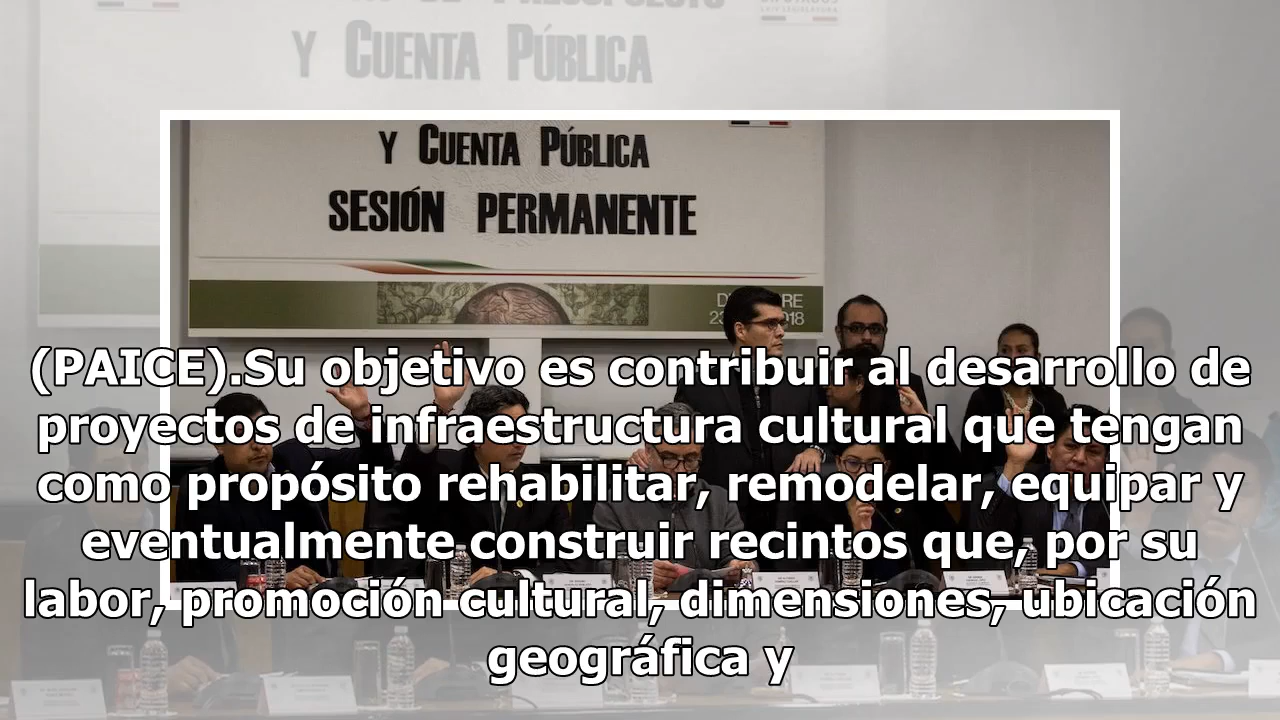 Y CUENTA PÚBLICA
Y CUENTA PÚBLICA
SESIÓN PERMANENTE
(PAICE).Su objetivo es contribuir al desarrollo de
proyectos de infraestructura cultural que tengan
como propósito rehabilitar, remodelar, equipar y
eventualmente construir recintos que, por su
labor, promoción cultural, dimensiones, ubicación
geográfica y